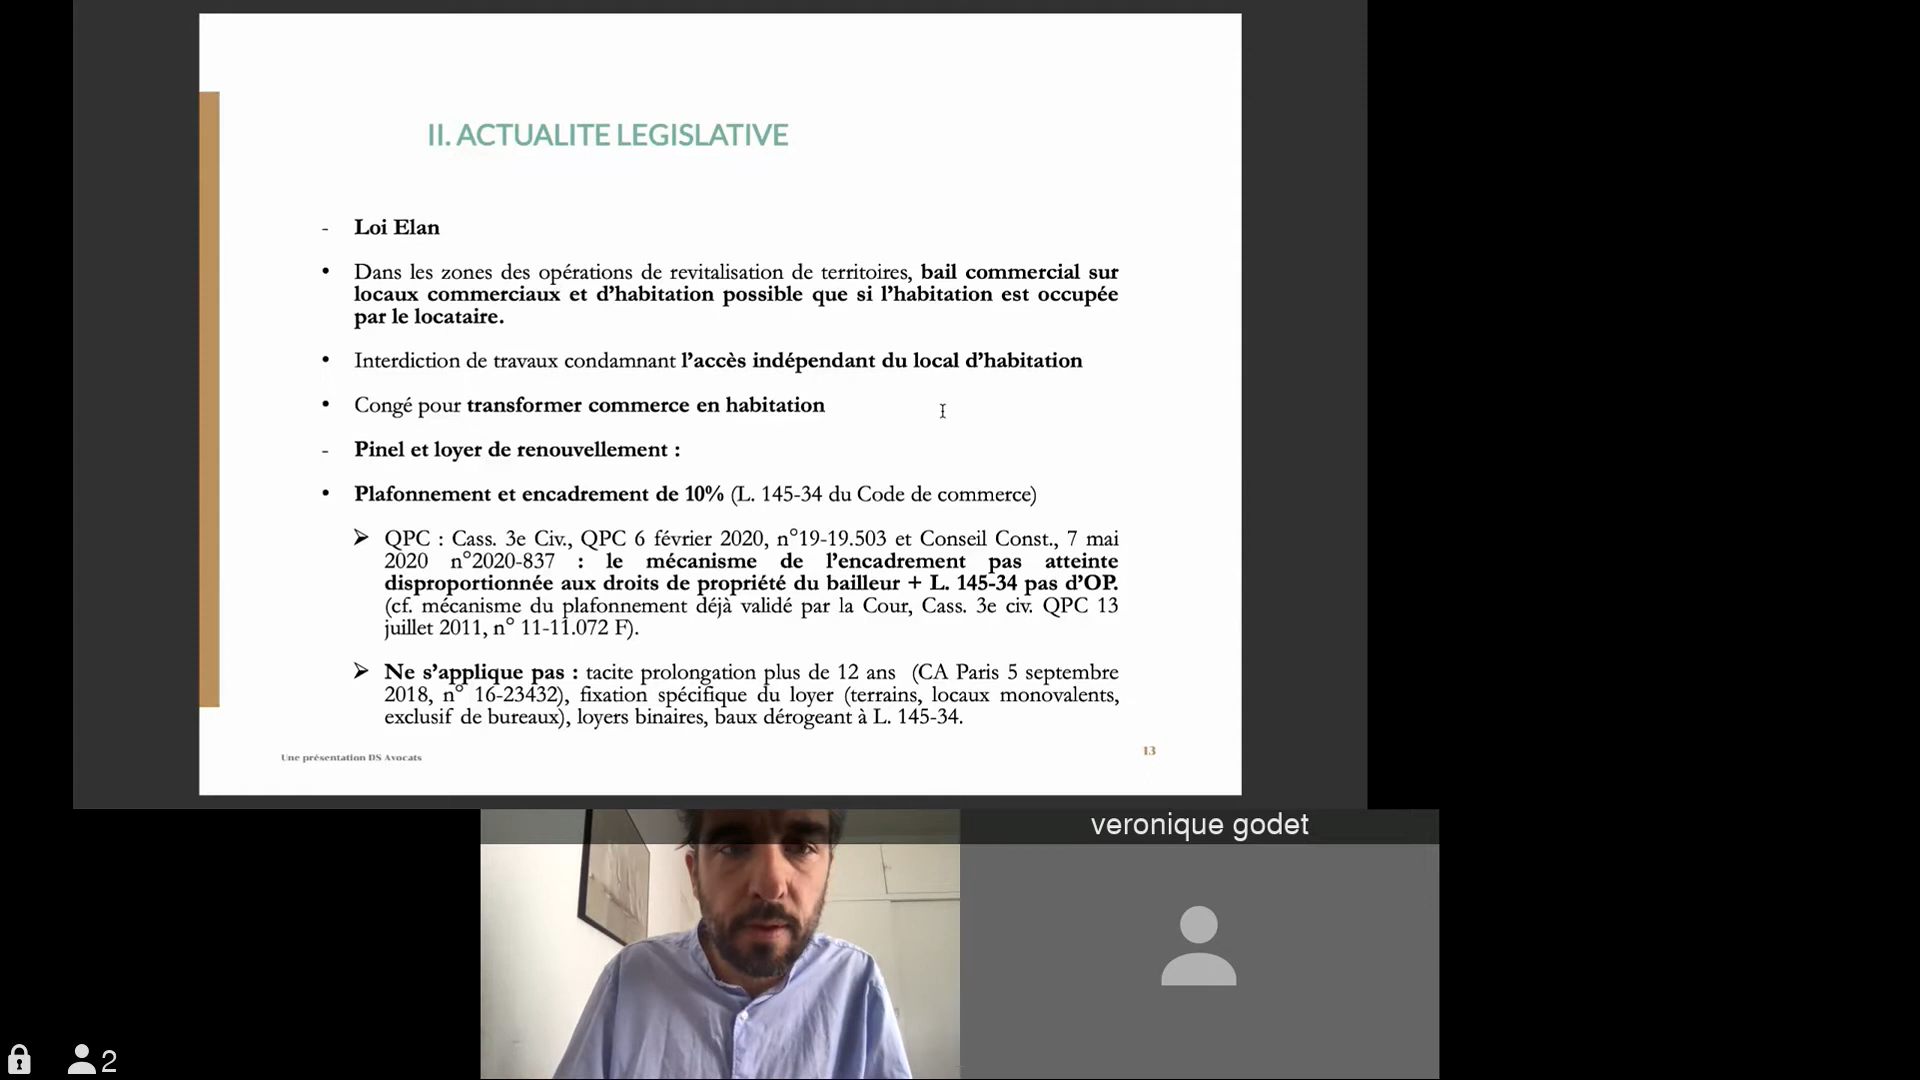 II. ACTUALITE LEGISLATIVE
- Loi Elan
• Dans les zones des opérations de revitalisation de territoires, bail commercial sur
locaux commerciaux et d’habitation possible que si l’habitation est occupée
par le locataire.
• Interdiction de travaux condamnant l’accès indépendant du local d’habitation
• Congé pour transformer commerce en habitation
- Pinel et loyer de renouvellement :
• Plafonnement et encadrement de 10% (L. 145-34 du Code de commerce)
➢ QPC : Cass. 3e Civ., QPC 6 février 2020, n°19-19.503 et Conseil Const., 7 mai
2020 n°2020-837 : le mécanisme de l’encadrement pas atteinte
disproportionnée aux droits de propriété du bailleur + L. 145-34 pas d’OP.
(cf. mécanisme du plafonnement déjà validé par la Cour, Cass. 3e civ. QPC 13
juillet 2011, n° 11-11.072 F).
➢ Ne s’applique pas : tacite prolongation plus de 12 ans (CA Paris 5 septembre
2018, n° 16-23432), fixation spécifique du loyer (terrains, locaux monovalents,
exclusif de bureaux), loyers binaires, baux dérogeant à L. 145-34.
Une présentation DS Avocats
13
veronique godet
2